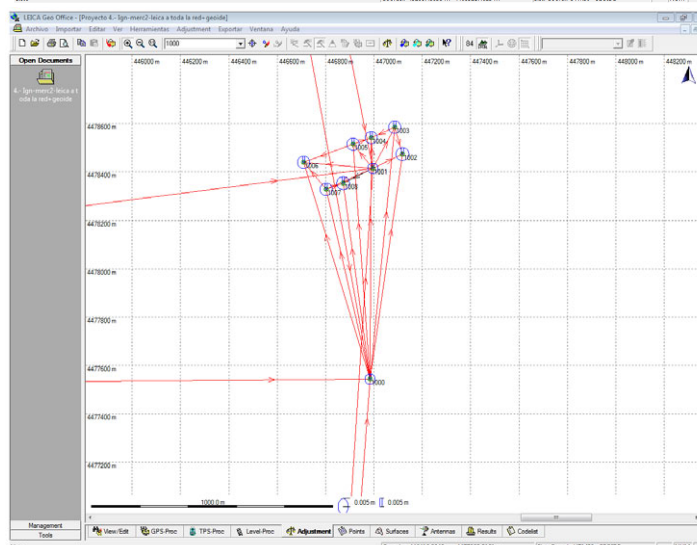 LEICA Geo Office - [Proyecto 4.- Ign-merc2-leica a toda la red+geoide]
Archivo Importar Editar Ver Herramientas Adjustment Exportar Ventana Ayuda
1000
84
Open Documents
4.- Ign-merc2-leica a t
oda la red+geoide
446000 m 446200 m 446400 m 446600 m 446800 m 447000 m 447200 m 447400 m 447600 m 447800 m 448000 m 448200 m
4478600 m
4478400 m
4478200 m
4478000 m
4477800 m
4477600 m
4477400 m
4477200 m
1003
1004
1005
1002
1006
1001
1008
1007
1000
1000.0 m
0.005 m 0.005 m
Management
Tools
View/Edit GPS-Proc TPS-Proc Level-Proc Adjustment Points Surfaces Antennas Results Codelist